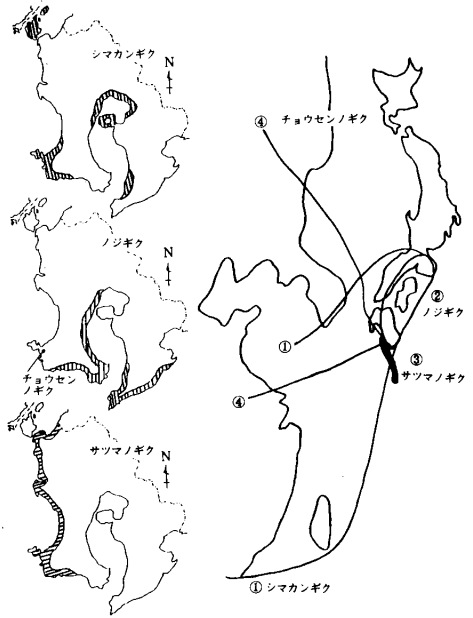 シマカンギク
N
ノジギク
N
チョウセン
ノギク
サツマノギク
N
④
チョウセンノギク
②
ノジギク
①
③
サツマノギク
④
① シマカンギク